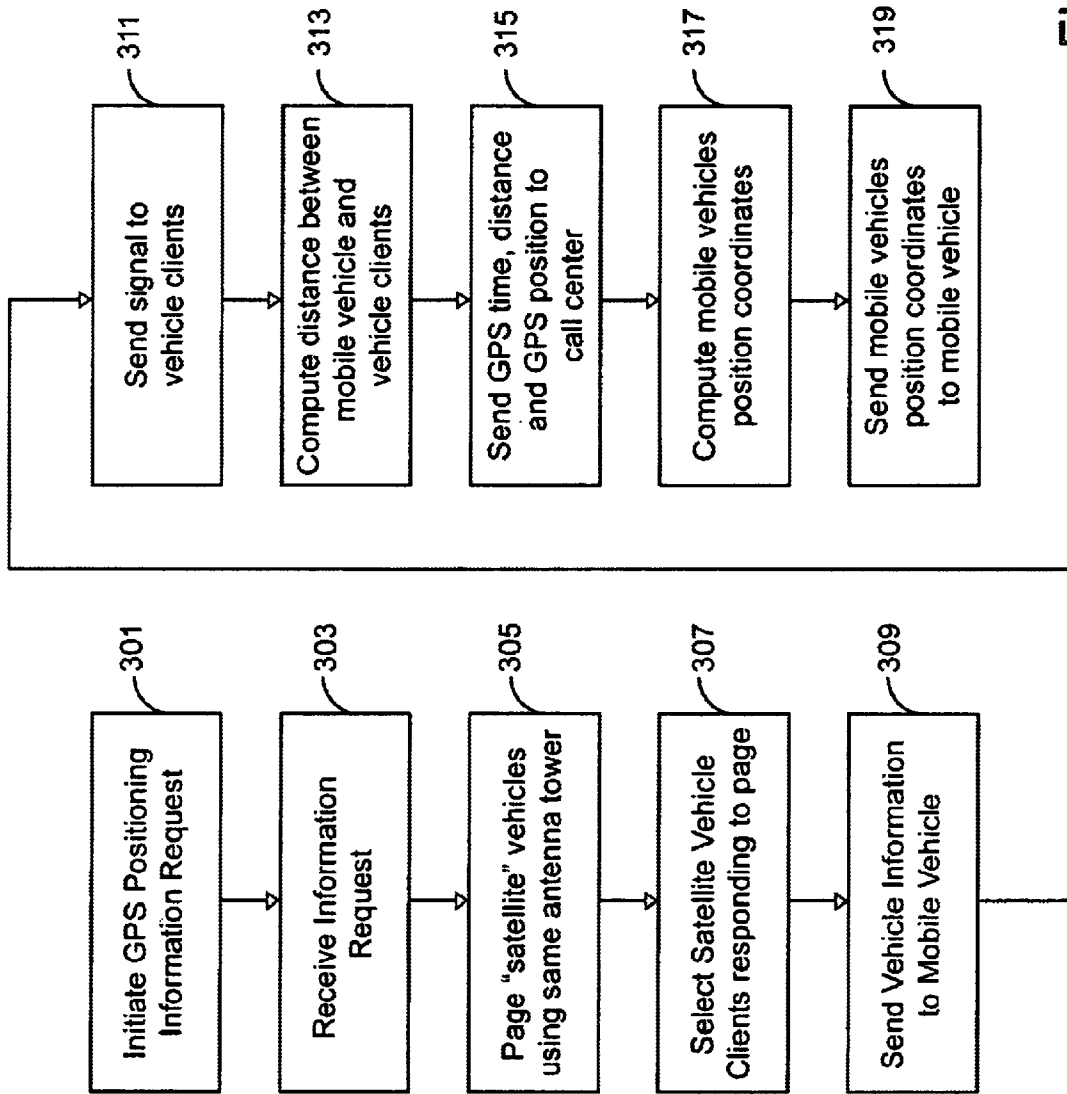 301
Initiate GPS Positioning
Information Request
303
Receive Information
Request
305
Page “satellite” vehicles
using same antenna tower
307
Select Satellite Vehicle
Clients responding to page
309
Send Vehicle Information
to Mobile Vehicle
311
Send signal to
vehicle clients
313
Compute distance between
mobile vehicle and
vehicle clients
315
Send GPS time, distance
and GPS position to
call center
317
Compute mobile vehicles
position coordinates
319
Send mobile vehicles
position coordinates
to mobile vehicle